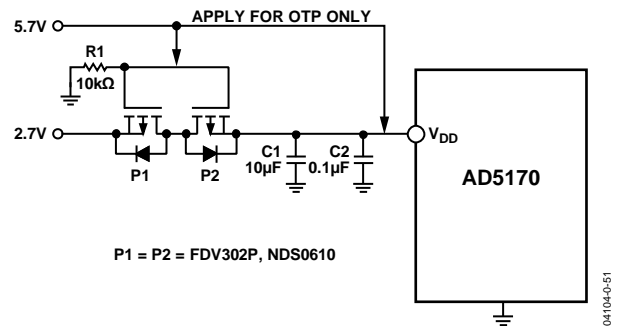 5.7V
APPLY FOR OTP ONLY
R1
10kΩ
2.7V
P1
P2
C1
10µF
C2
0.1µF
VDD
AD5170
P1 = P2 = FDV302P, NDS0610
04104-0-51